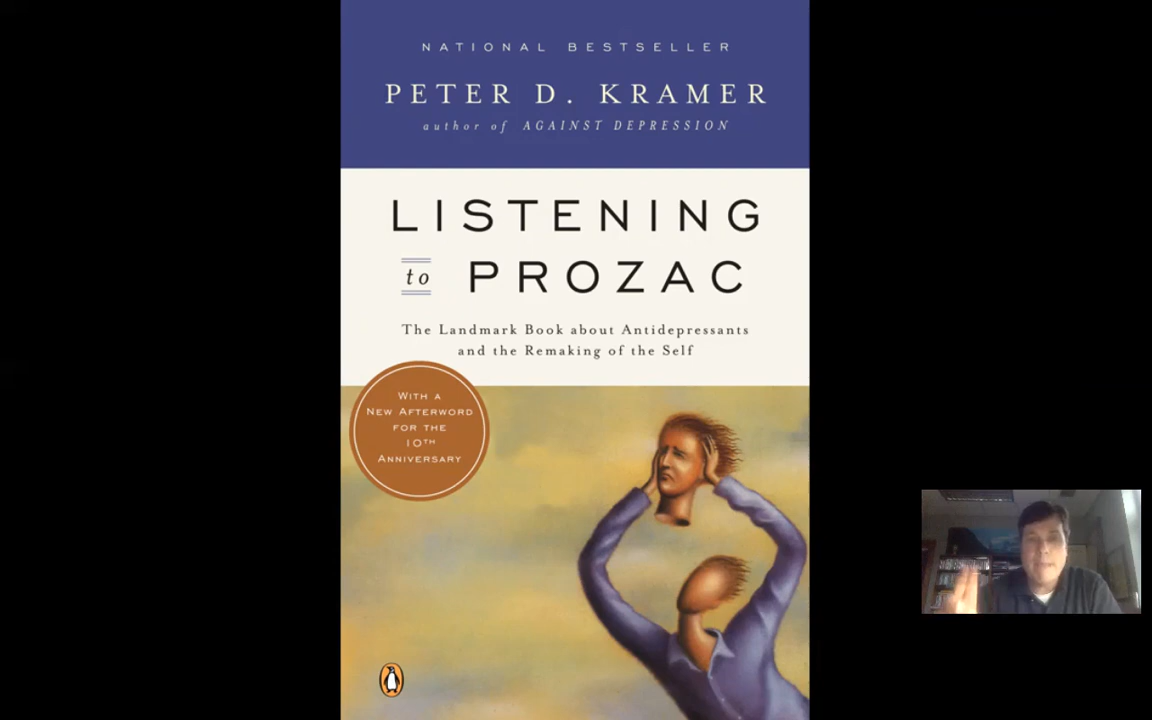 NATIONAL BESTSELLER
PETER D. KRAMER
author of AGAINST DEPRESSION
LISTENING
to PROZAC
The Landmark Book about Antidepressants
and the Remaking of the Self
WITH A
NEW AFTERWORD
FOR THE
10TH
ANNIVERSARY